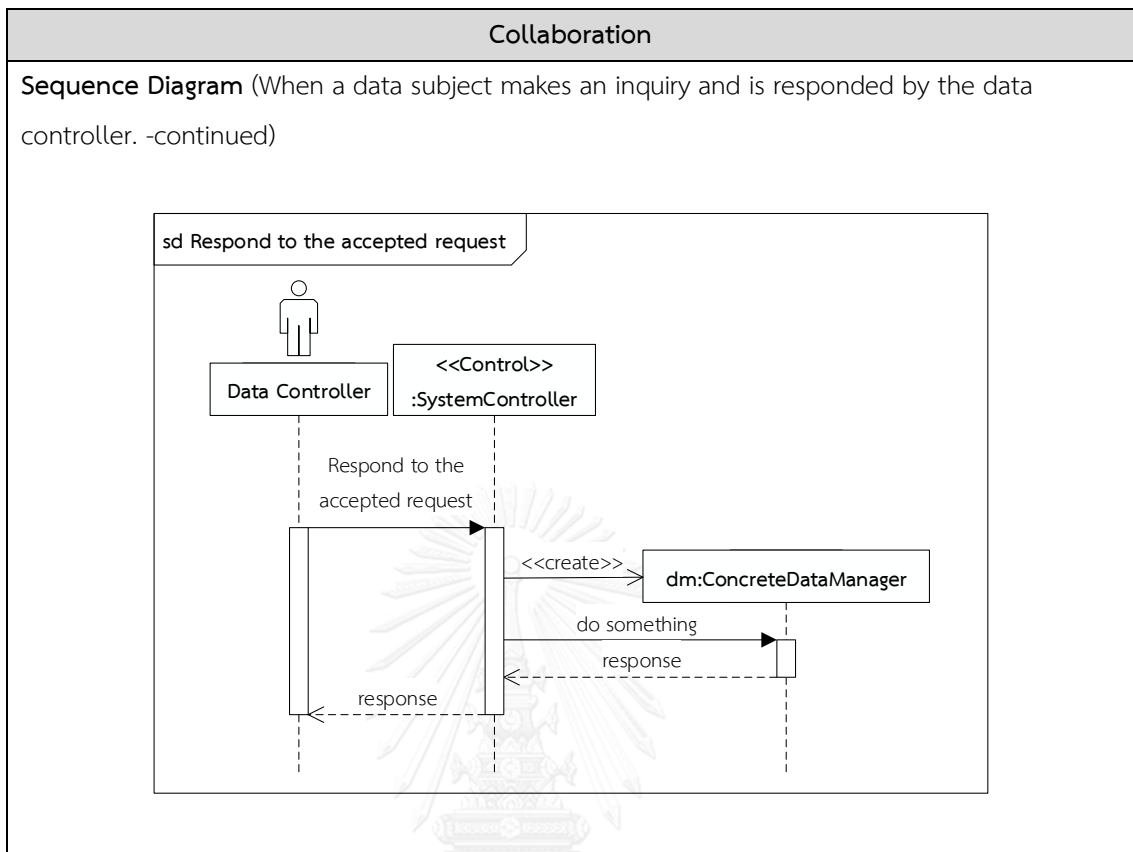 Collaboration
Sequence Diagram (When a data subject makes an inquiry and is responded by the data
controller. -continued)
sd Respond to the accepted request
Data Controller
<<Control>>
:SystemController
Respond to the
accepted request
<<create>>
dm:ConcreteDataManager
do something
response
response